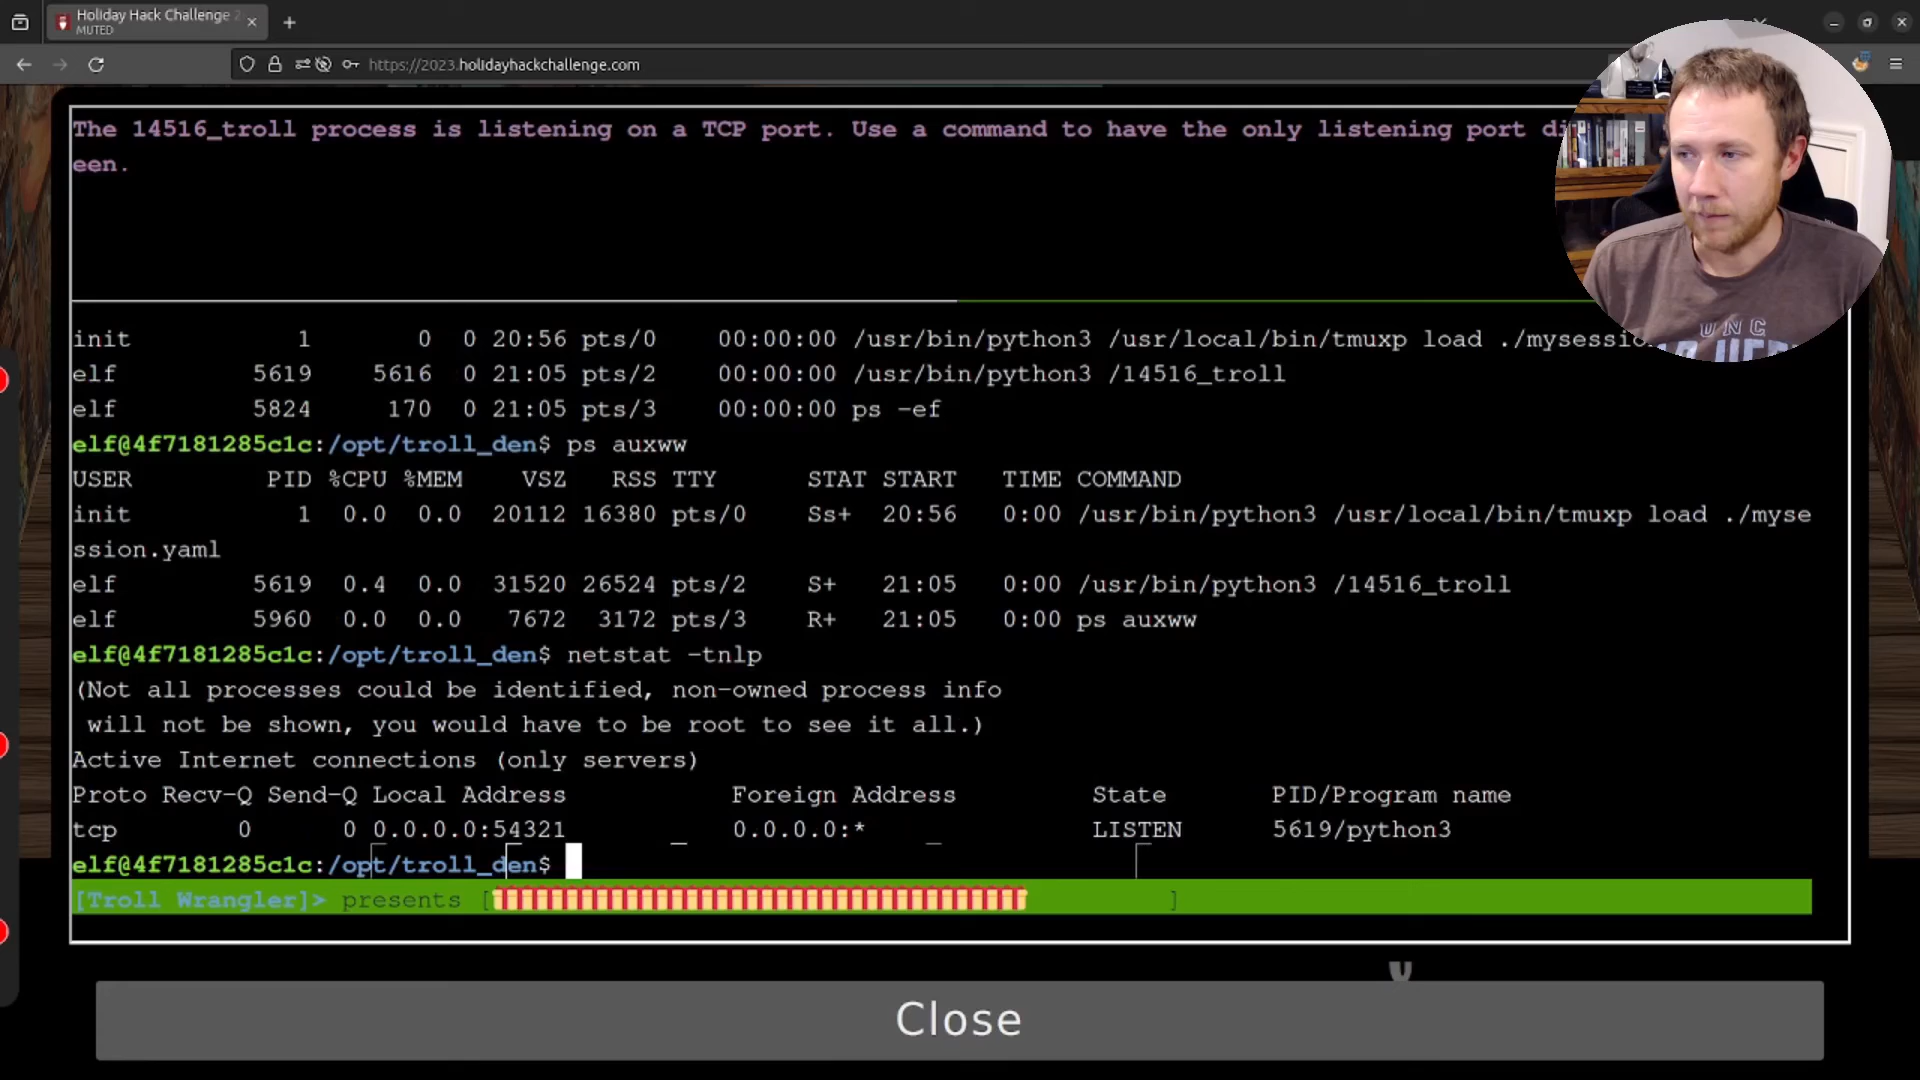 Holiday Hack Challenge 2
MUTED
https://2023.holidayhackchallenge.com
The 14516_troll process is listening on a TCP port. Use a command to have the only listening port di
een.
init 1 0 0 20:56 pts/0 00:00:00 /usr/bin/python3 /usr/local/bin/tmuxp load ./mysessio
elf 5619 5616 0 21:05 pts/2 00:00:00 /usr/bin/python3 /14516_troll
elf 5824 170 0 21:05 pts/3 00:00:00 ps -ef
elf@4f7181285c1c:/opt/troll_den$ ps auxww
USER PID %CPU %MEM VSZ RSS TTY STAT START TIME COMMAND
init 1 0.0 0.0 20112 16380 pts/0 Ss+ 20:56 0:00 /usr/bin/python3 /usr/local/bin/tmuxp load ./myse
ssion.yaml
elf 5619 0.4 0.0 31520 26524 pts/2 S+ 21:05 0:00 /usr/bin/python3 /14516_troll
elf 5960 0.0 0.0 7672 3172 pts/3 R+ 21:05 0:00 ps auxww
elf@4f7181285c1c:/opt/troll_den$ netstat -tnlp
(Not all processes could be identified, non-owned process info
will not be shown, you would have to be root to see it all.)
Active Internet connections (only servers)
Proto Recv-Q Send-Q Local Address Foreign Address State PID/Program name
tcp 0 0 0.0.0.0:54321 0.0.0.0:* LISTEN 5619/python3
elf@4f7181285c1c:/opt/troll_den$
[Troll Wrangler]> presents [ ]
Close
UNC